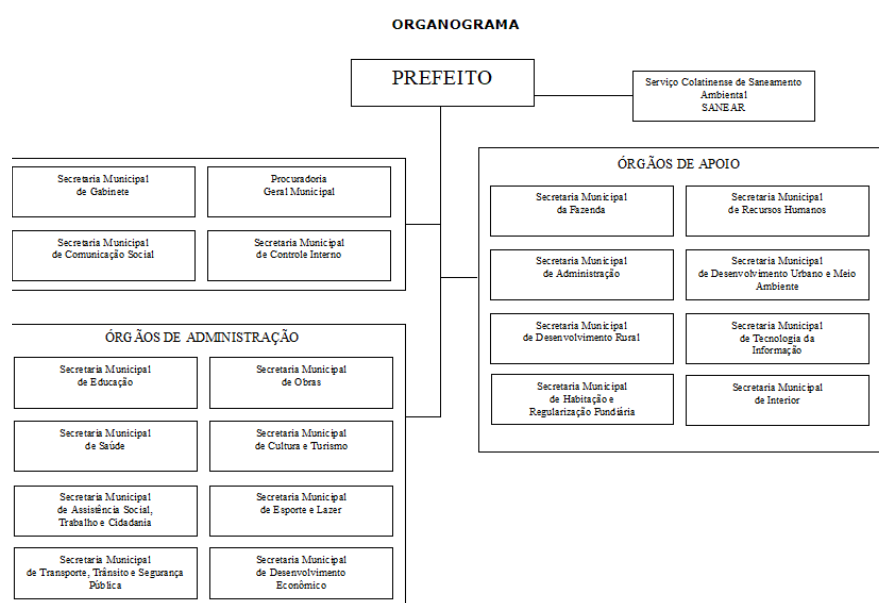 ORGANOGRAMA
PREFEITO
Serviço Colatinense de Saneamento
Ambiental
SANEAR
Secretaria Municipal
de Gabinete
Procuradoria
Geral Municipal
Secretaria Municipal
de Comunicação Social
Secretaria Municipal
de Controle Interno
ÓRGÃOS DE APOIO
Secretaria Municipal
da Fazenda
Secretaria Municipal
de Recursos Humanos
Secretaria Municipal
de Administração
Secretaria Municipal
de Desenvolvimento Urbano e Meio
Ambiente
Secretaria Municipal
de Desenvolvimento Rural
Secretaria Municipal
de Tecnologia da
Informação
Secretaria Municipal
de Habitação e
Regularização Fundiária
Secretaria Municipal
de Interior
ÓRGÃOS DE ADMINISTRAÇÃO
Secretaria Municipal
de Educação
Secretaria Municipal
de Obras
Secretaria Municipal
de Saúde
Secretaria Municipal
de Cultura e Turismo
Secretaria Municipal
de Assistência Social,
Trabalho e Cidadania
Secretaria Municipal
de Esporte e Lazer
Secretaria Municipal
de Transporte, Trânsito e Segurança
Pública
Secretaria Municipal
de Desenvolvimento
Econômico